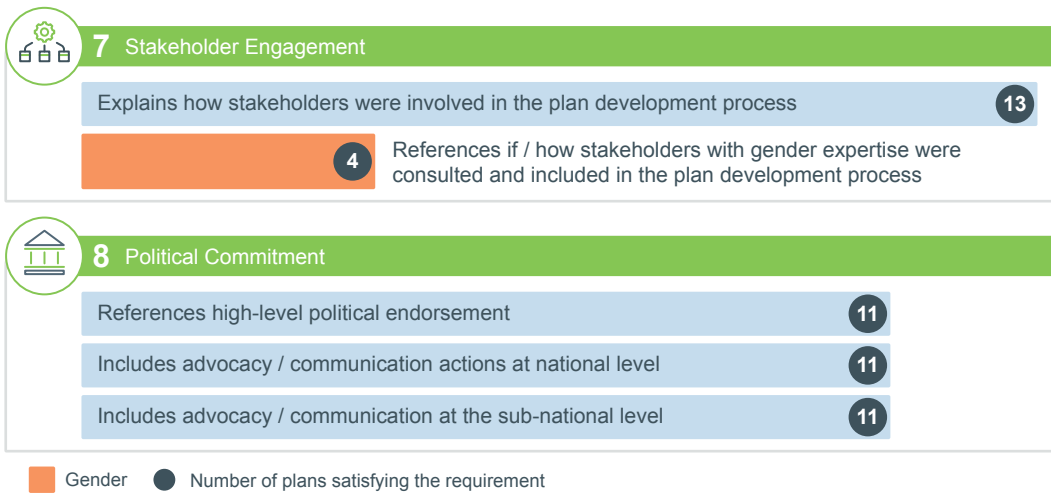 7 Stakeholder Engagement
Explains how stakeholders were involved in the plan development process 13
4 References if / how stakeholders with gender expertise were
consulted and included in the plan development process
8 Political Commitment
References high-level political endorsement 11
Includes advocacy / communication actions at national level 11
Includes advocacy / communication at the sub-national level 11
Gender Number of plans satisfying the requirement